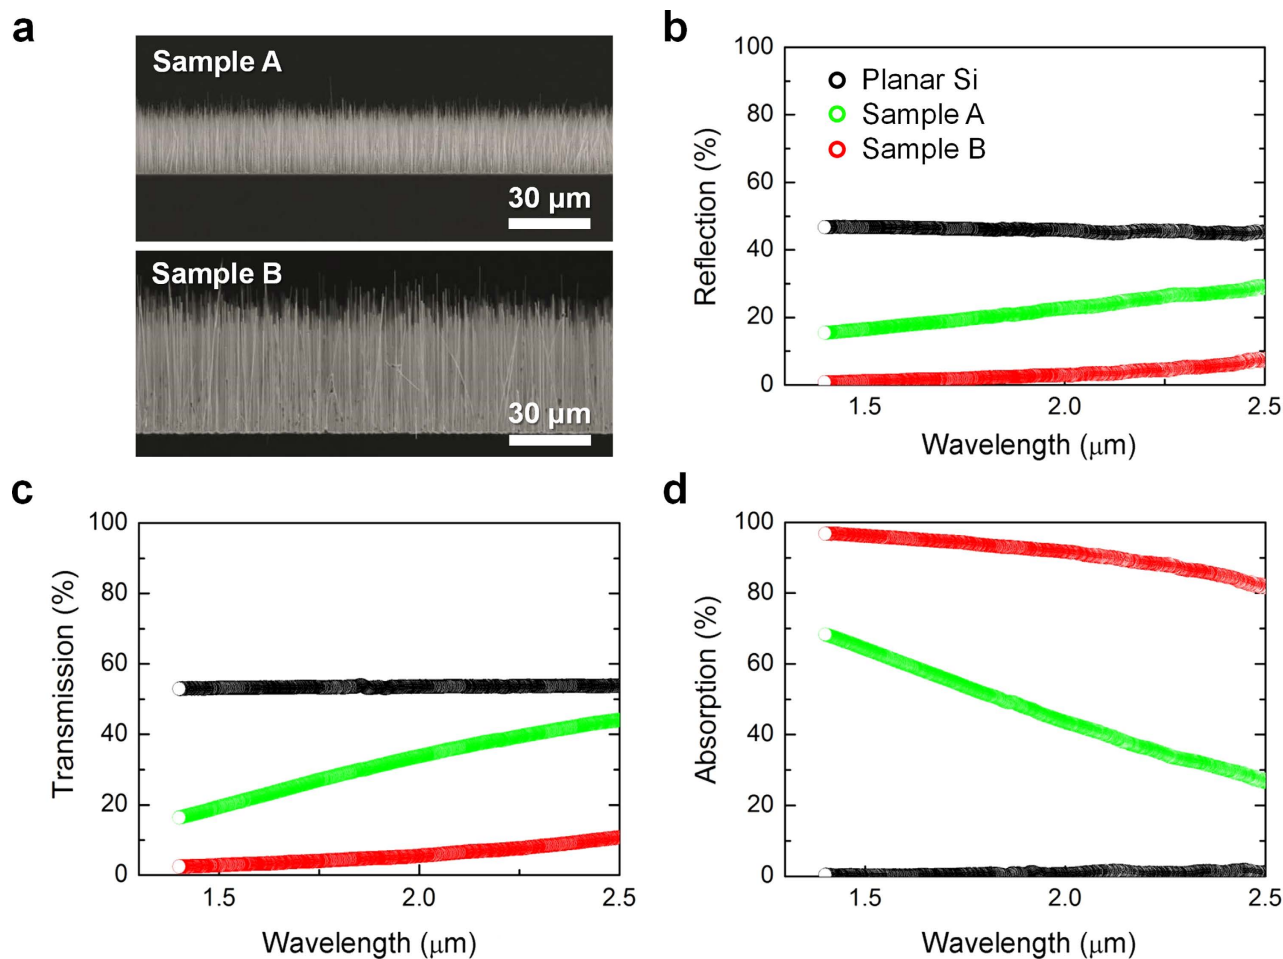 a
Sample A
30 μm
Sample B
30 μm
b
100
80
60
40
20
0
Reflection (%)
Planar Si
Sample A
Sample B
1.5
2.0
2.5
Wavelength (μm)
c
100
80
60
40
20
0
Transmission (%)
1.5
2.0
2.5
Wavelength (μm)
d
100
80
60
40
20
0
Absorption (%)
1.5
2.0
2.5
Wavelength (μm)